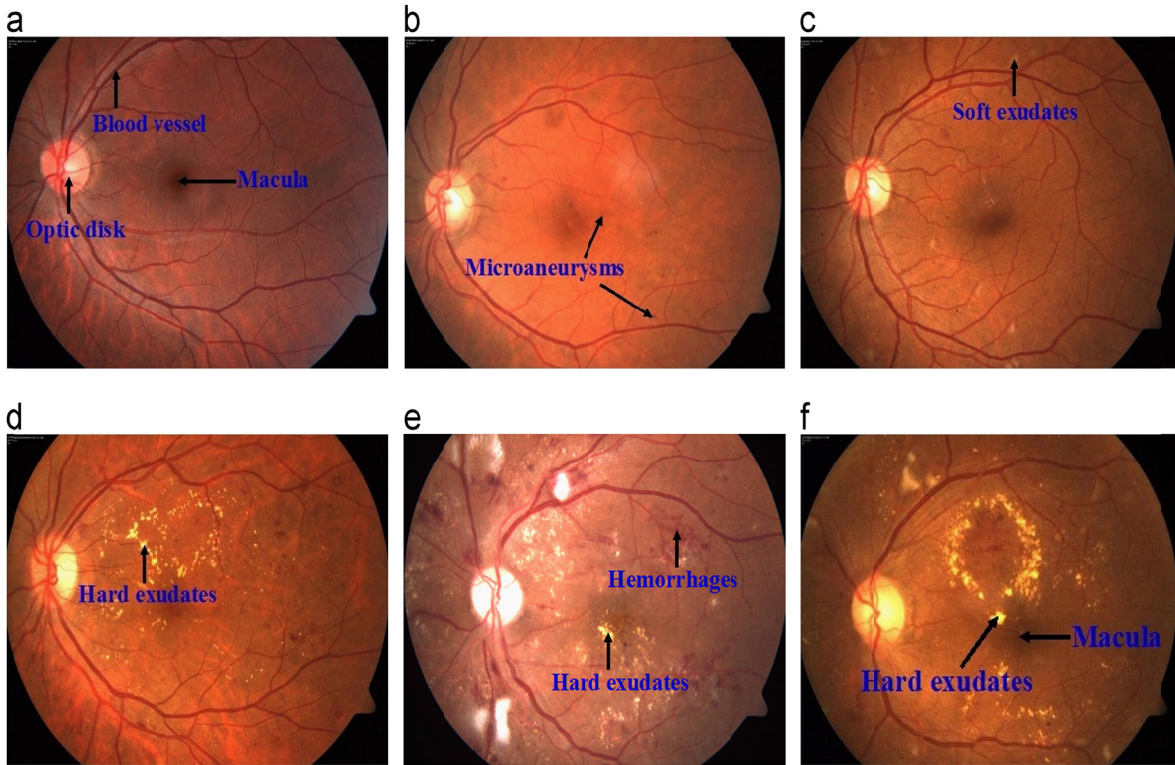 a
Blood vessel
Macula
Optic disk
b
Microaneurysms
c
Soft exudates
d
Hard exudates
e
Hemorrhages
Hard exudates
f
Macula
Hard exudates